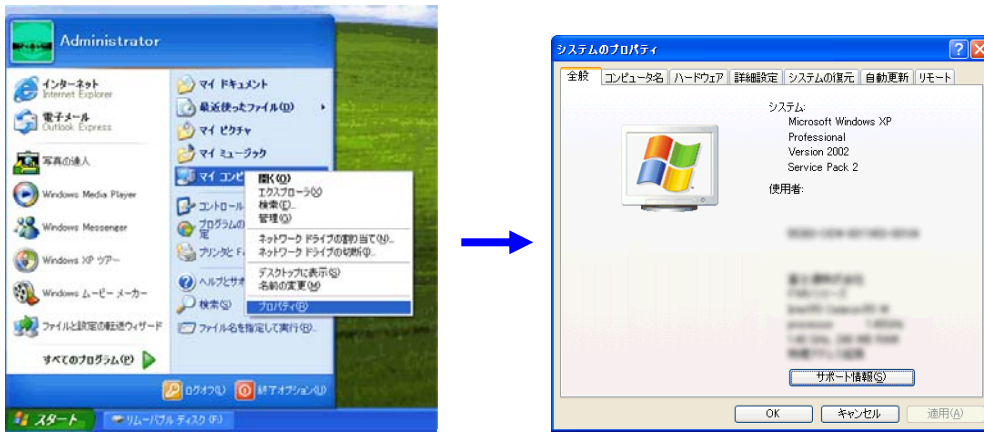 Administrator
インターネット
Internet Explorer
電子メール
Outlook Express
写真の達人
Windows Media Player
Windows Messenger
Windows XP ツアー
Windows ムービー メーカー
ファイルと設定の転送ウィザード
すべてのプログラム(P)
マイ ドキュメント
最近使ったファイル(D)
マイ ピクチャ
マイ ミュージック
マイ コンピ
コントロール
プログラムの
定
プリンタと FA
ヘルプとサポ
検索(S)
ファイル名を指定して実行(R)...
開く(O)
エクスプローラ(X)
検索(E)...
管理(G)
ネットワーク ドライブの割り当て(N)...
ネットワーク ドライブの切断(I)...
デスクトップに表示(S)
名前の変更(M)
プロパティ(R)
ログオフ(L)
終了オプション(U)
スタート
リムーバブル ディスク (F)
システムのプロパティ
全般
コンピュータ名
ハードウェア
詳細設定
システムの復元
自動更新
リモート
システム:
Microsoft Windows XP
Professional
Version 2002
Service Pack 2
使用者:
サポート情報(S)
OK
キャンセル
適用(A)